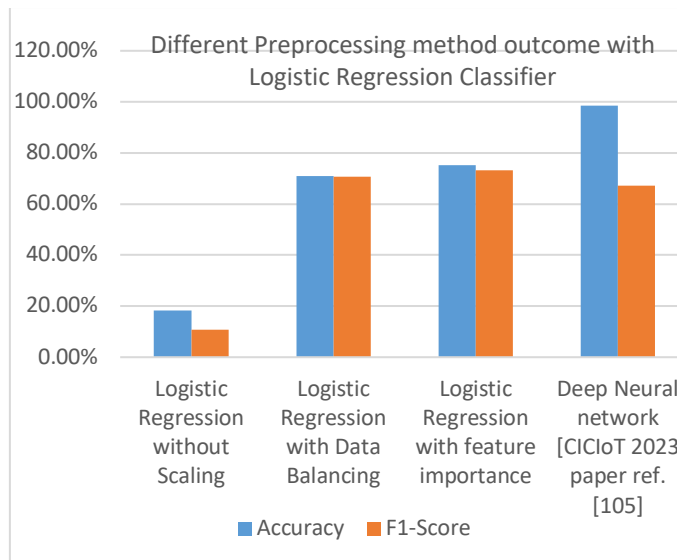 Different Preprocessing method outcome with
Logistic Regression Classifier
120.00%
100.00%
80.00%
60.00%
40.00%
20.00%
0.00%
Logistic
Regression
without
Scaling
Logistic
Regression
with Data
Balancing
Logistic
Regression
with feature
importance
Deep Neural
network
[CICIoT 2023
paper ref.
[105]
Accuracy
F1-Score